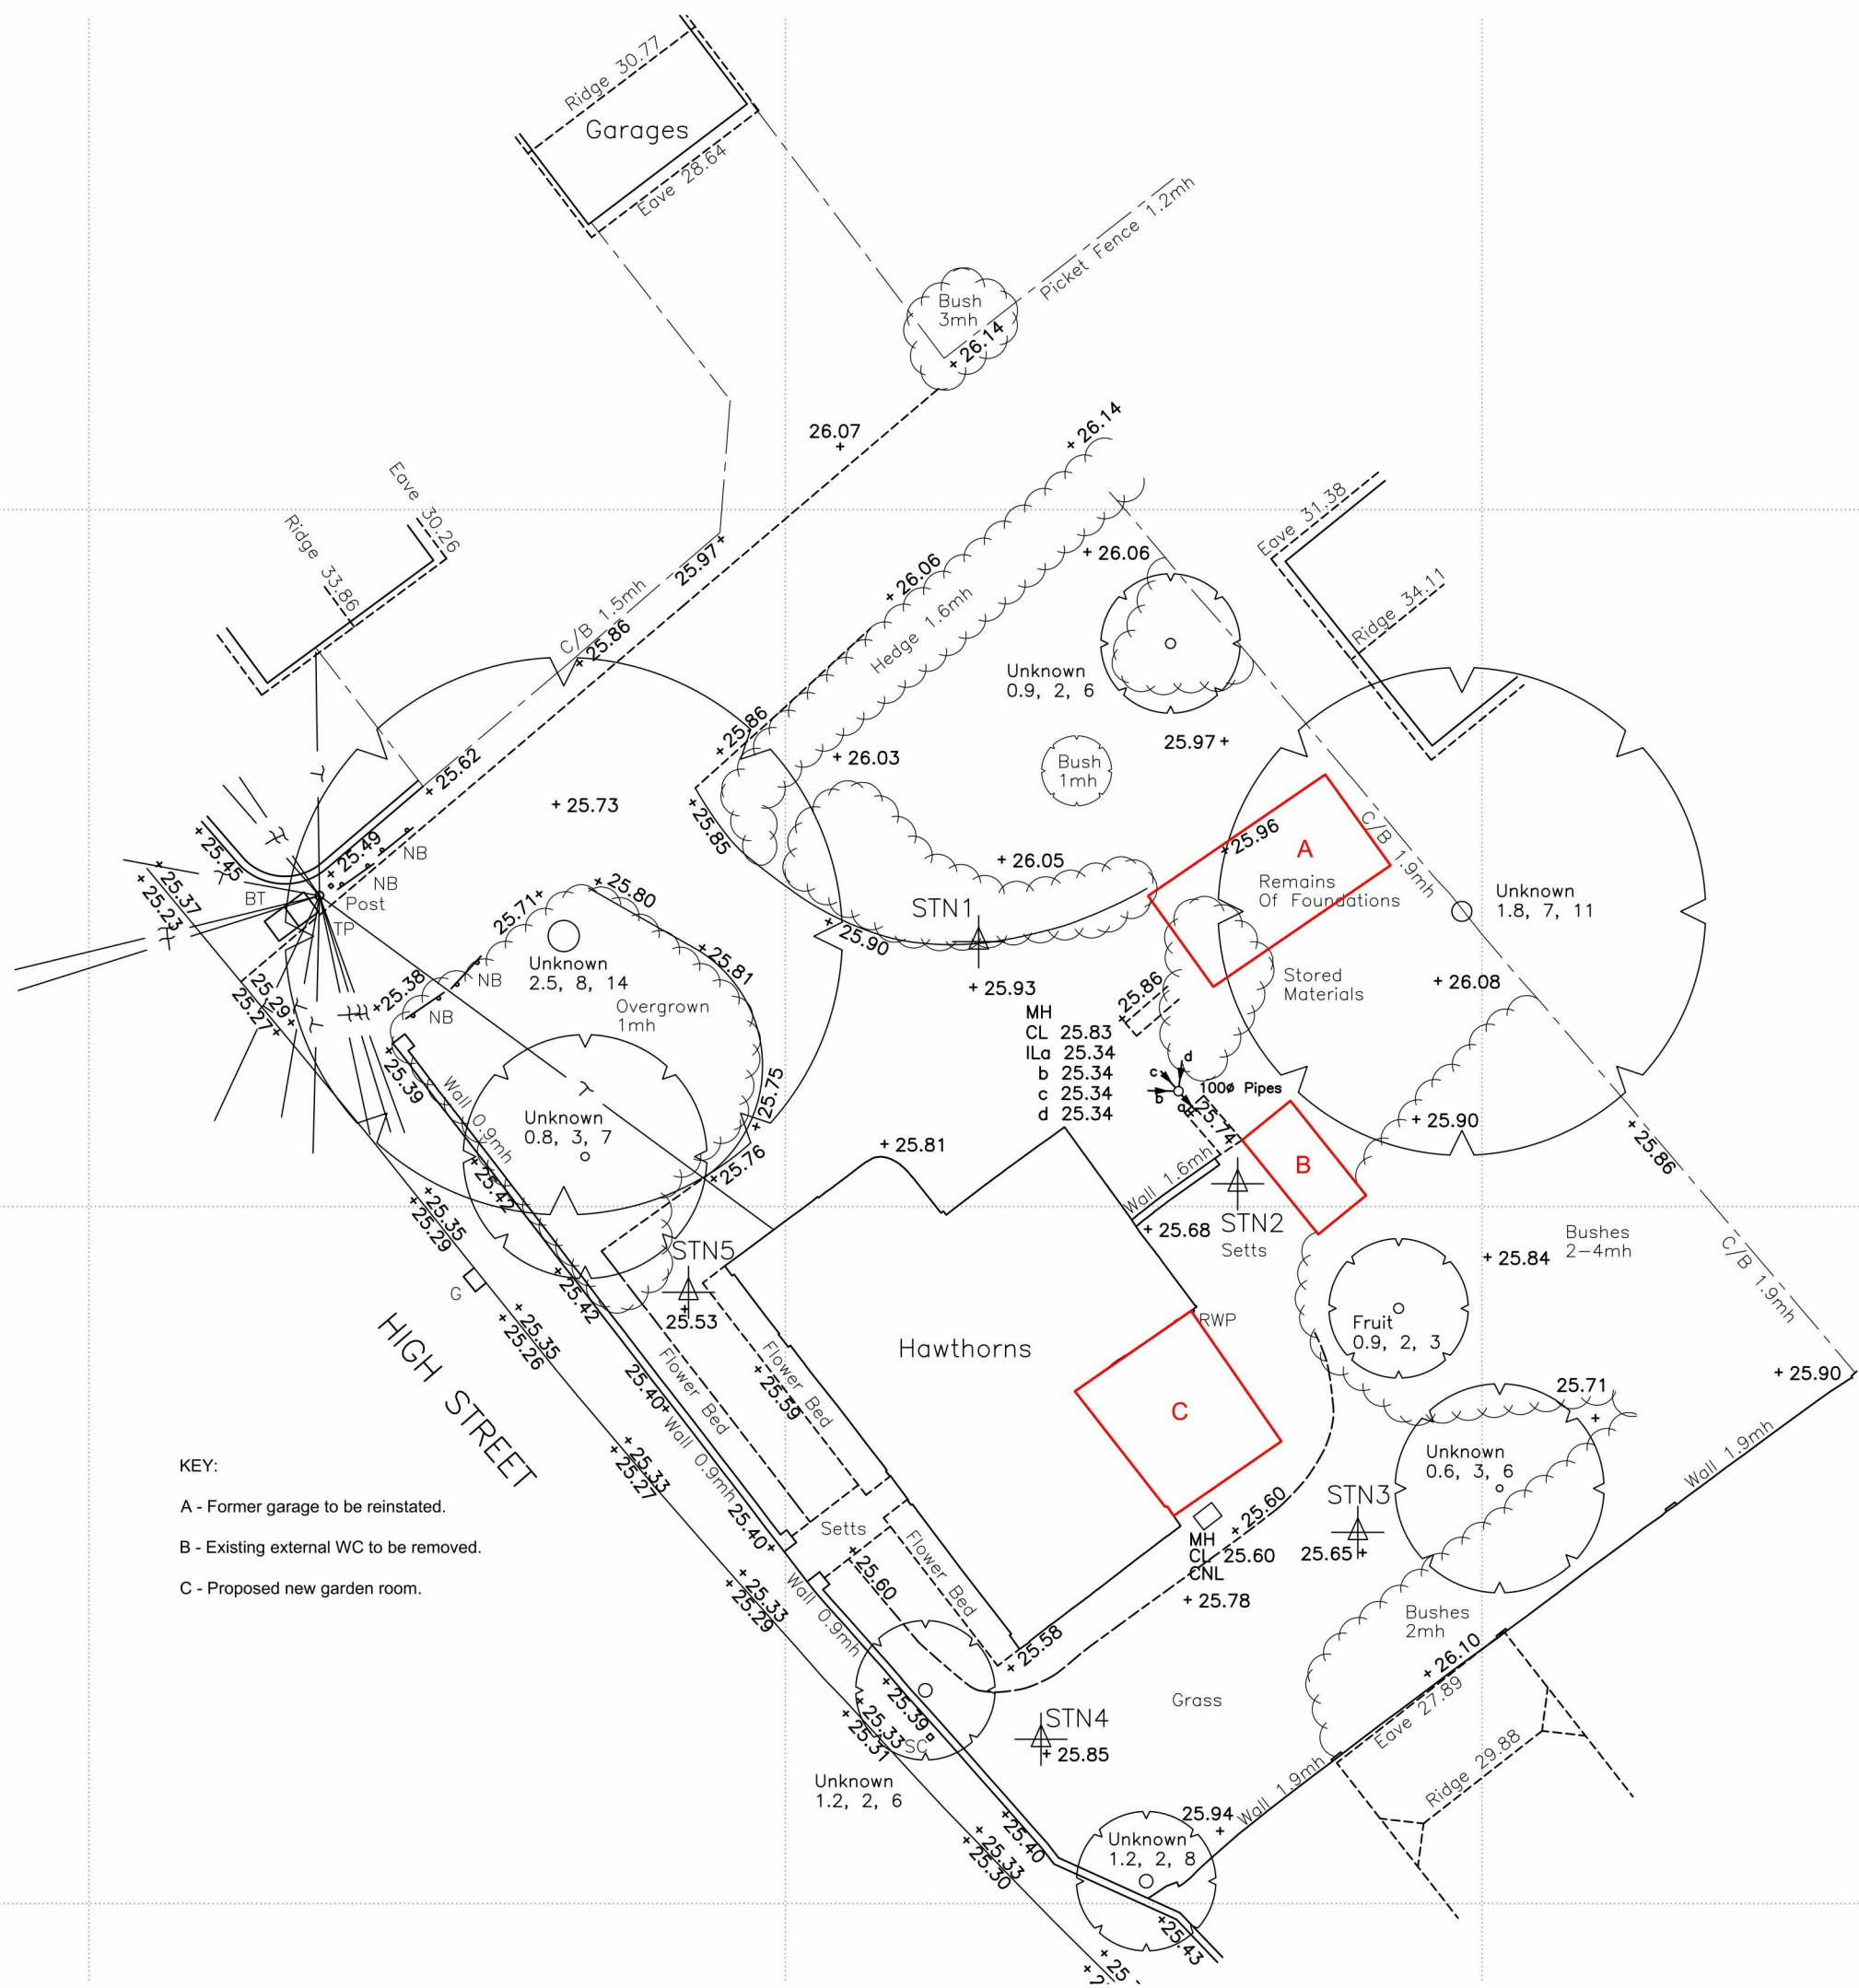 Ridge 30.77
Garages
Eave 28.64
Picket Fence 1.2mh
Bush
3mh
+26.14
26.07
+26.14
Eave 30.26
Ridge 33.86
C/B 1.5mh
25.97+
+25.86
+26.06
Hedge 1.6mh
+26.06
Eave 31.38
Ridge 34.11
Unknown
0.9, 2, 6
+25.86
+26.03
25.97+
Bush
1mh
+25.62
+25.73
+25.85
+26.05
+25.96
A
C/B 1.9mh
Remains
Of Foundations
Unknown
1.8, 7, 11
+25.45
+25.49
NB
NB
+25.37
+25.23
BT
Post
TP
25.71+
+25.80
STN1
+25.90
+25.81
Unknown
2.5, 8, 14
NB
NB
+25.38
Overgrown
1mh
+25.93
Stored
Materials
+26.08
+25.86
25.29+
25.27+
MH
CL 25.83
ILa 25.34
b 25.34
c 25.34
d 25.34
d
c
b
a
100ø Pipes
25.74
+25.39
Wall 0.9mh
Unknown
0.8, 3, 7
+25.75
+25.76
+25.81
+25.90
+25.86
B
Wall 1.6mh
+25.42
+25.35
+25.29
+25.68
STN2
Setts
Bushes
2-4mh
+25.84
C/B 1.9mh
STN5
25.53
+25.42
G
+25.35
+25.26
HIGH STREET
Hawthorns
RWP
Fruit
0.9, 2, 3
25.71
+25.90
Flower Bed
Flower Bed
+25.59
25.40+
Wall 0.9mh
C
Unknown
0.6, 3, 6
Wall 1.9mh
+25.33
+25.27
KEY:
A - Former garage to be reinstated.
B - Existing external WC to be removed.
C - Proposed new garden room.
25.40+
Setts
+25.60
Flower Bed
MH
CL 25.60
CNL
+25.60
STN3
25.65+
+25.78
+25.33
+25.29
Wall 0.9mh
+25.58
Bushes
2mh
+26.10
Eave 27.89
Grass
+25.39
+25.33
+25.31
SC
STN4
+25.85
Ridge 29.88
Wall 1.9mh
Unknown
1.2, 2, 6
25.94
+25.40
+25.33
+25.30
Unknown
1.2, 2, 8
+25.43